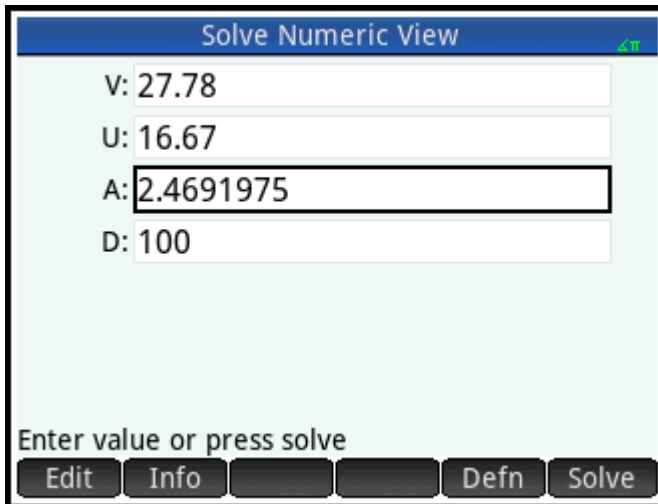 Solve Numeric View
∡π
V: 27.78
U: 16.67
A: 2.4691975
D: 100
Enter value or press solve
Edit Info Defn Solve